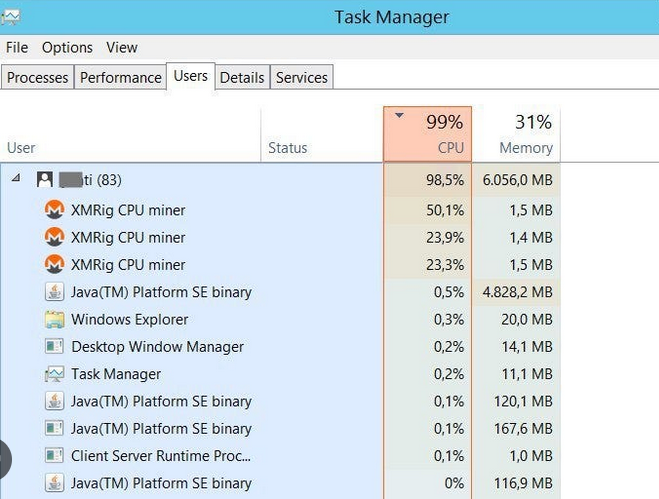 Task Manager
File Options View
Processes Performance Users Details Services
99% 31%
User Status CPU Memory
ti (83) 98,5% 6.056,0 MB
XMRig CPU miner 50,1% 1,5 MB
XMRig CPU miner 23,9% 1,4 MB
XMRig CPU miner 23,3% 1,5 MB
Java(TM) Platform SE binary 0,5% 4.828,2 MB
Windows Explorer 0,3% 20,0 MB
Desktop Window Manager 0,2% 14,1 MB
Task Manager 0,2% 11,1 MB
Java(TM) Platform SE binary 0,1% 120,1 MB
Java(TM) Platform SE binary 0,1% 167,6 MB
Client Server Runtime Proc... 0,1% 1,0 MB
Java(TM) Platform SE binary 0% 116,9 MB